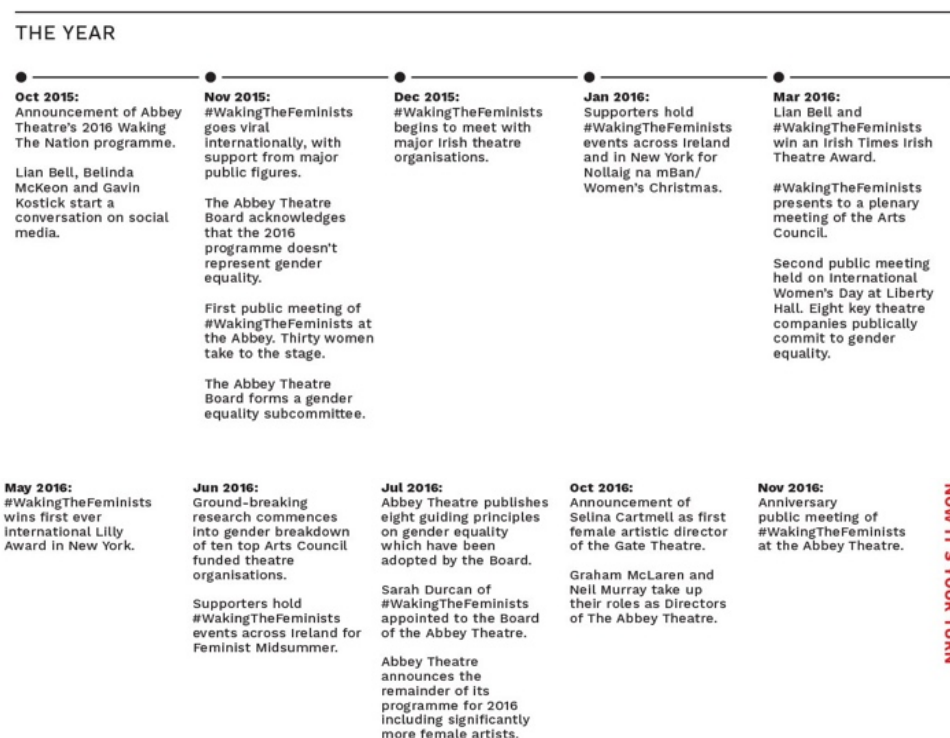 THE YEAR
Oct 2015:
Announcement of Abbey
Theatre's 2016 Waking
The Nation programme.
Lian Bell, Belinda
McKeon and Gavin
Kostick start a
conversation on social
media.
Nov 2015:
#WakingTheFeminists
goes viral
internationally, with
support from major
public figures.
The Abbey Theatre
Board acknowledges
that the 2016
programme doesn't
represent gender
equality.
First public meeting of
#WakingTheFeminists at
the Abbey. Thirty women
take to the stage.
The Abbey Theatre
Board forms a gender
equality subcommittee.
Dec 2015:
#WakingTheFeminists
begins to meet with
major Irish theatre
organisations.
Jan 2016:
Supporters hold
#WakingTheFeminists
events across Ireland
and in New York for
Nollaig na mBan/
Women's Christmas.
Mar 2016:
Lian Bell and
#WakingTheFeminists
win an Irish Times Irish
Theatre Award.
#WakingTheFeminists
presents to a plenary
meeting of the Arts
Council.
Second public meeting
held on International
Women's Day at Liberty
Hall. Eight key theatre
companies publically
commit to gender
equality.
May 2016:
#WakingTheFeminists
wins first ever
international Lilly
Award in New York.
Jun 2016:
Ground-breaking
research commences
into gender breakdown
of ten top Arts Council
funded theatre
organisations.
Supporters hold
#WakingTheFeminists
events across Ireland for
Feminist Midsummer.
Jul 2016:
Abbey Theatre publishes
eight guiding principles
on gender equality
which have been
adopted by the Board.
Sarah Durcan of
#WakingTheFeminists
appointed to the Board
of the Abbey Theatre.
Abbey Theatre
announces the
remainder of its
programme for 2016
including significantly
more female artists.
Oct 2016:
Announcement of
Selina Cartmell as first
female artistic director
of the Gate Theatre.
Graham McLaren and
Neil Murray take up
their roles as Directors
of The Abbey Theatre.
Nov 2016:
Anniversary
public meeting of
#WakingTheFeminists
at the Abbey Theatre.